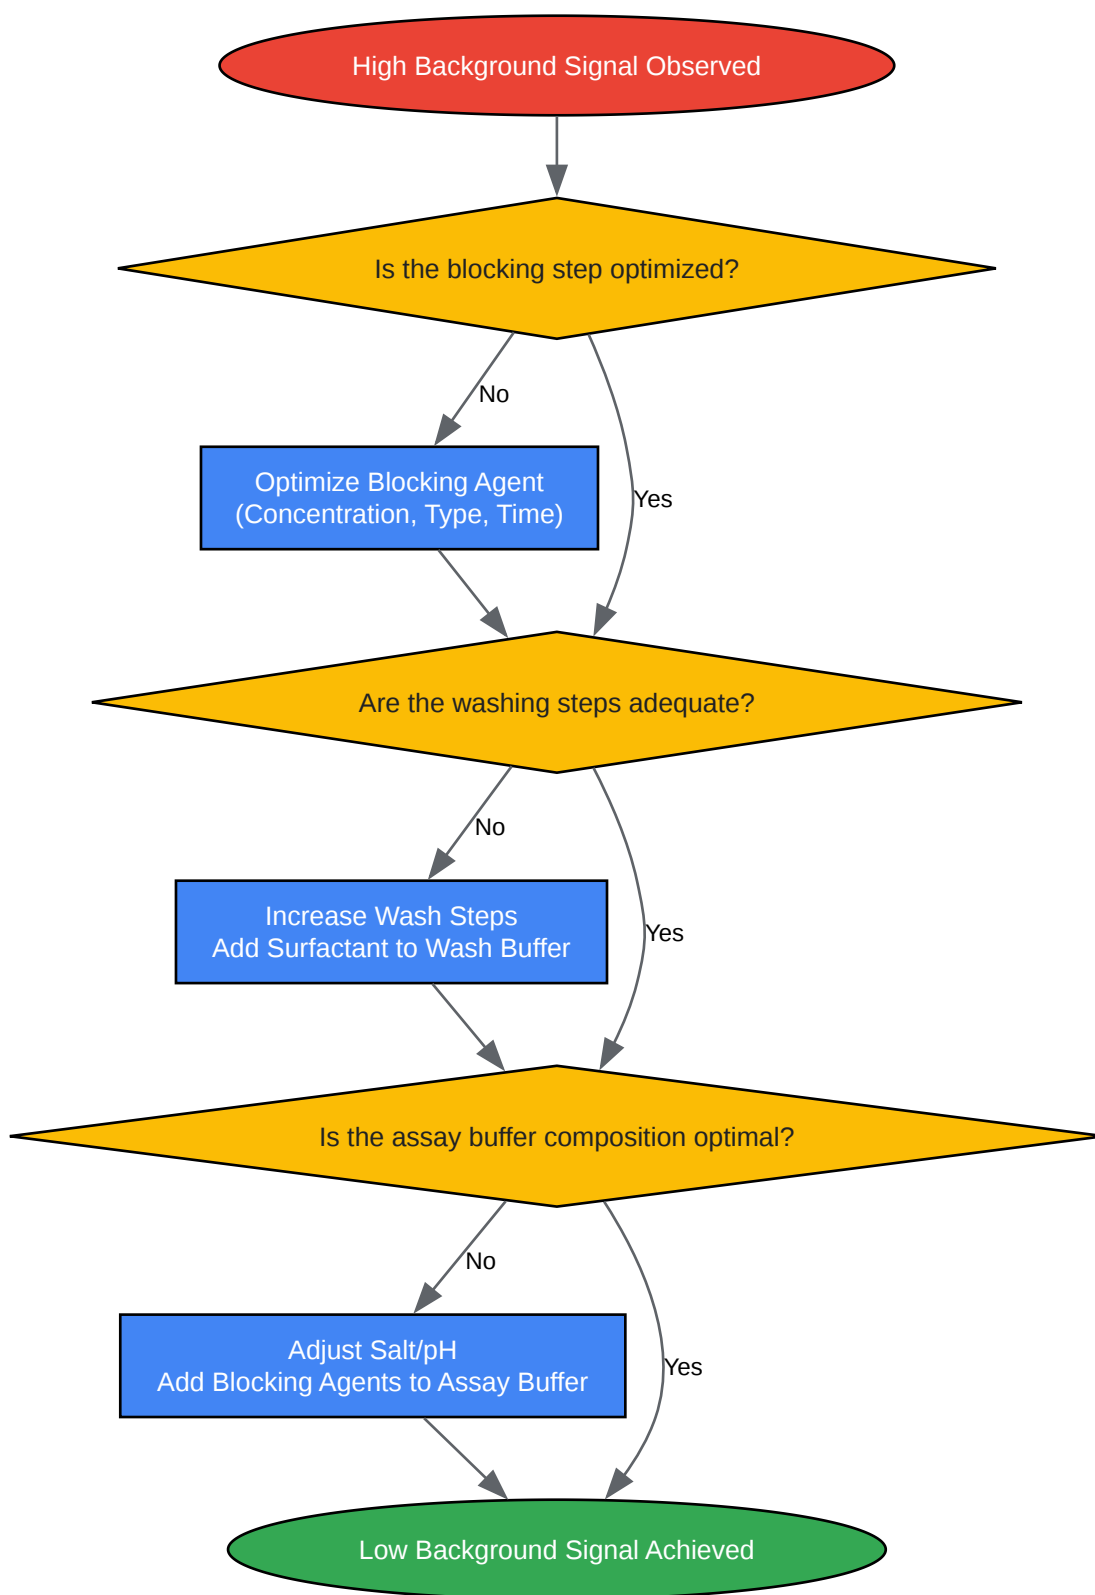 High Background Signal Observed
Is the blocking step optimized?
No
Optimize Blocking Agent
(Concentration, Type, Time)
Yes
Are the washing steps adequate?
No
Increase Wash Steps
Add Surfactant to Wash Buffer
Yes
Is the assay buffer composition optimal?
No
Adjust Salt/pH
Add Blocking Agents to Assay Buffer
Yes
Low Background Signal Achieved